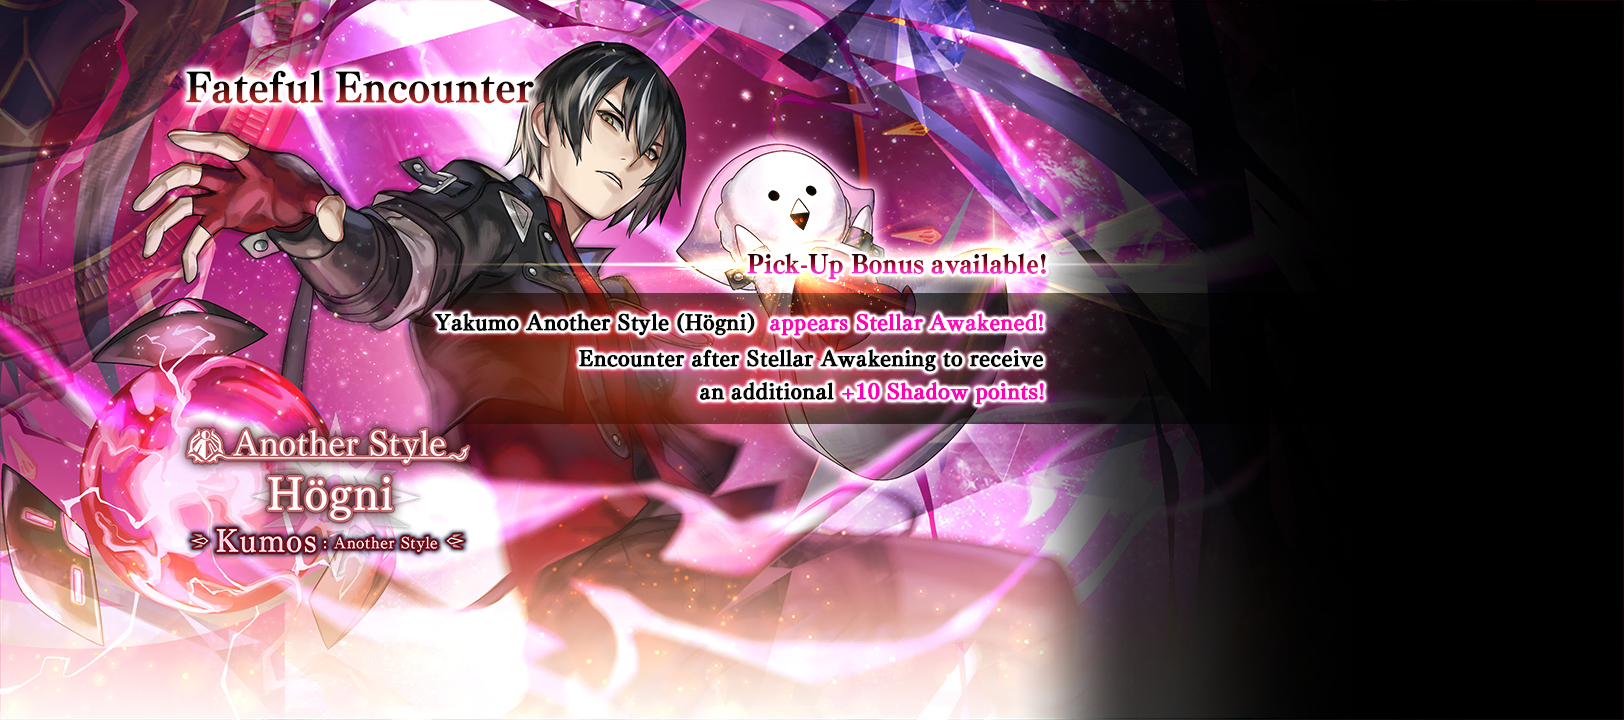 Fateful Encounter
Pick-Up Bonus available!
Yakumo Another Style (Högni) appears Stellar Awakened!
Encounter after Stellar Awakening to receive
an additional +10 Shadow points!
Another Style
Högni
Kumos : Another Style